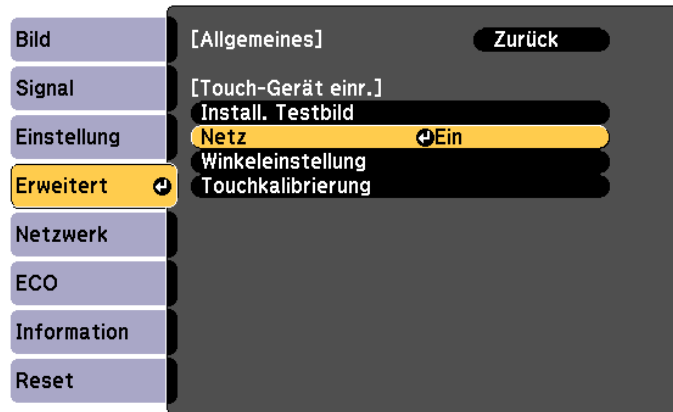 Bild
Signal
Einstellung
Erweitert
Netzwerk
ECO
Information
Reset
[Allgemeines] Zurück
[Touch-Gerät einr.]
Install. Testbild
Netz Ein
Winkeleinstellung
Touchkalibrierung